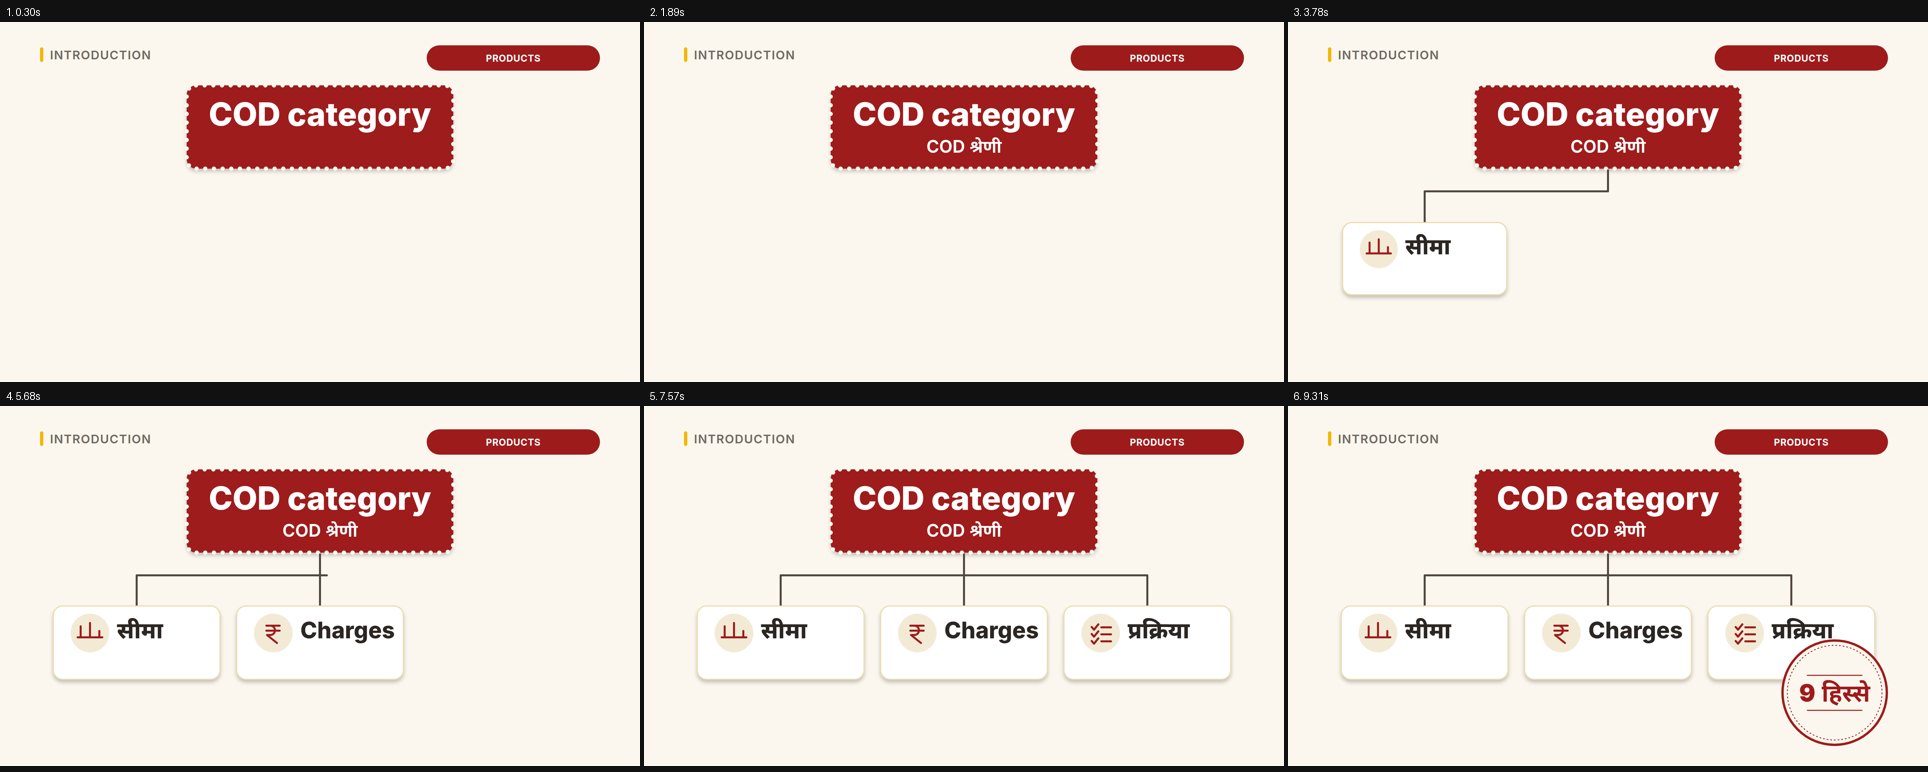 1. 0.30s
INTRODUCTION
PRODUCTS
COD category
2. 1.89s
INTRODUCTION
PRODUCTS
COD category
COD श्रेणी
3. 3.78s
INTRODUCTION
PRODUCTS
COD category
COD श्रेणी
सीमा
4. 5.68s
INTRODUCTION
PRODUCTS
COD category
COD श्रेणी
सीमा
₹ Charges
5. 7.57s
INTRODUCTION
PRODUCTS
COD category
COD श्रेणी
सीमा
₹ Charges
प्रक्रिया
6. 9.31s
INTRODUCTION
PRODUCTS
COD category
COD श्रेणी
सीमा
₹ Charges
प्रक्रिया
9 हिस्से